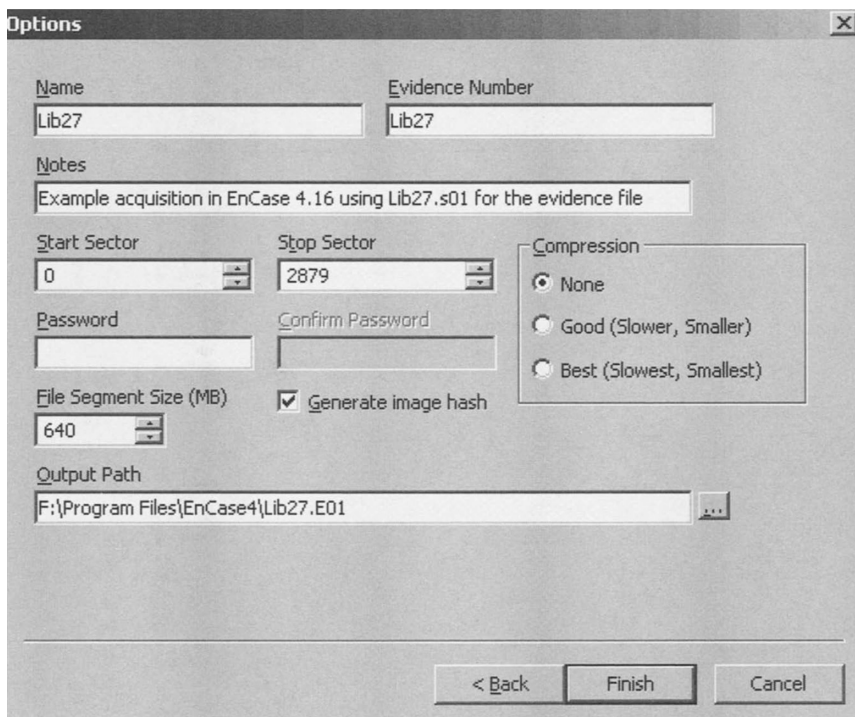 Options
Name
Evidence Number
Lib27
Lib27
Notes
Example acquisition in EnCase 4.16 using Lib27.s01 for the evidence file
Start Sector
Stop Sector
Compression
0
2879
None
Password
Confirm Password
Good (Slower, Smaller)
Best (Slowest, Smallest)
File Segment Size (MB)
Generate image hash
640
Output Path
F:\Program Files\EnCase4\Lib27.E01
...
< Back
Finish
Cancel